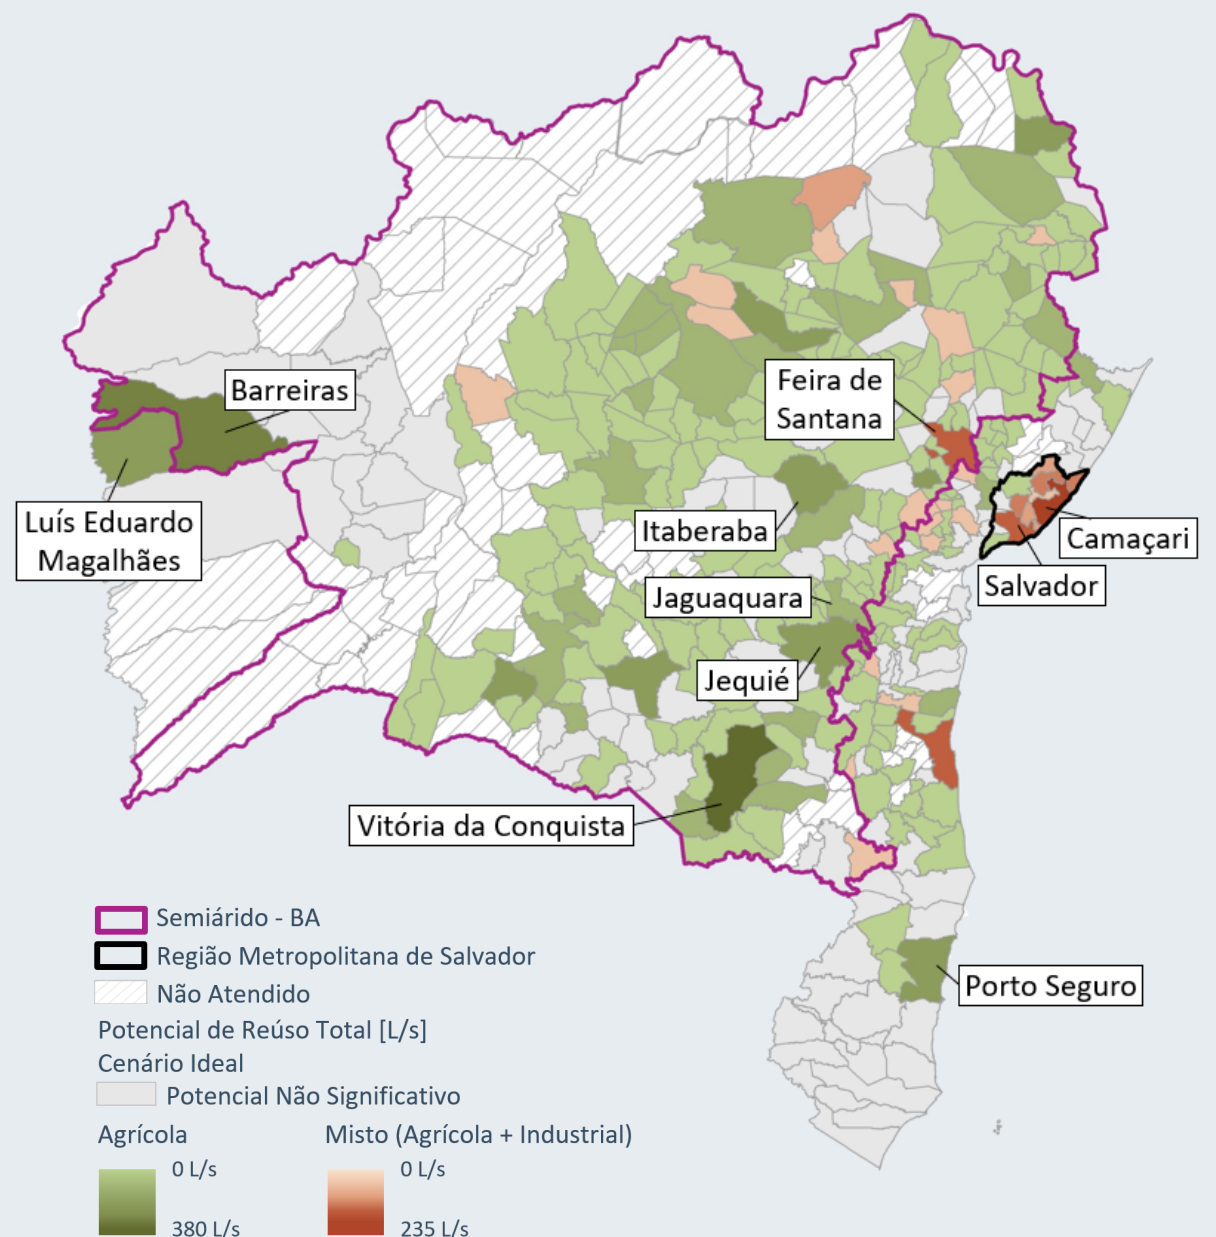 Barreiras
Feira de
Santana
Luís Eduardo
Magalhães
Itaberaba
Camaçari
Salvador
Jaguaquara
Jequié
Vitória da Conquista
Porto Seguro
Semiárido - BA
Região Metropolitana de Salvador
Não Atendido
Potencial de Reúso Total [L/s]
Cenário Ideal
Potencial Não Significativo
Agrícola
Misto (Agrícola + Industrial)
0 L/s
0 L/s
380 L/s
235 L/s